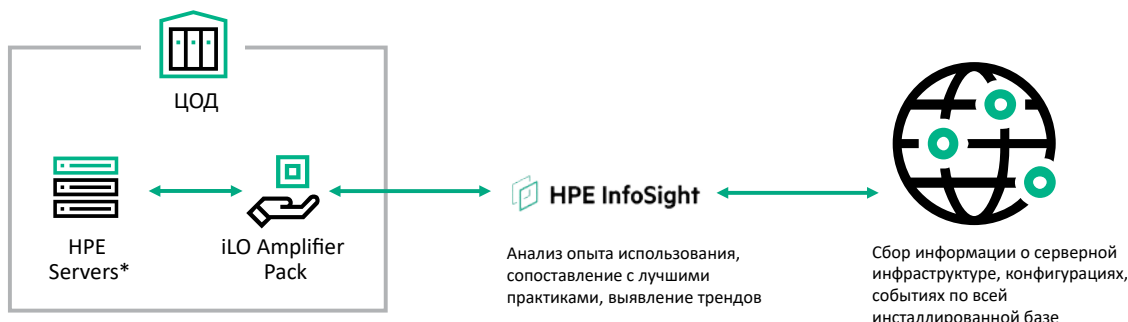 ЦОД
HPE
Servers*
iLO Amplifier
Pack
HPE InfoSight
Анализ опыта использования,
сопоставление с лучшими
практиками, выявление трендов
Сбор информации о серверной
инфраструктуре, конфигурациях,
событиях по всей
инсталлированной базе